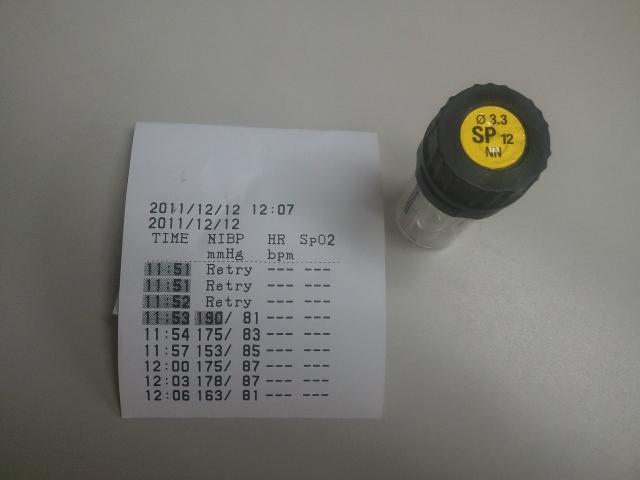 2011/12/12 12:07
2011/12/12
TIME NIBP HR SpO2
mmHg bpm
11:51 Retry --- ---
11:51 Retry --- ---
11:52 Retry --- ---
11:53 190/ 81 --- ---
11:54 175/ 83 --- ---
11:57 153/ 85 --- ---
12:00 175/ 87 --- ---
12:03 178/ 87 --- ---
12:06 163/ 81 --- ---
Ø 3.3
SP 12
NN